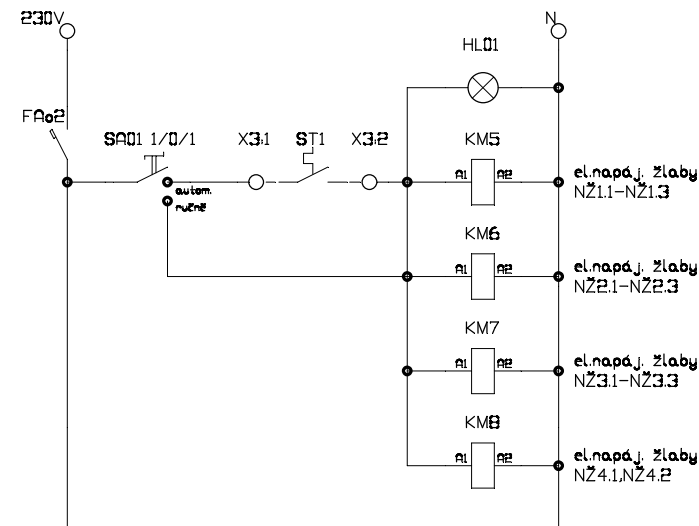 230V
N
HL01
FAo2
SA01 1/0/1
X3:1
ST1
X3:2
KM5
autom.
ručně
A1
A2
el.napáj. žlaby
NŽ1.1-NŽ1.3
KM6
A1
A2
el.napáj. žlaby
NŽ2.1-NŽ2.3
KM7
A1
A2
el.napáj. žlaby
NŽ3.1-NŽ3.3
KM8
A1
A2
el.napáj. žlaby
NŽ4.1,NŽ4.2